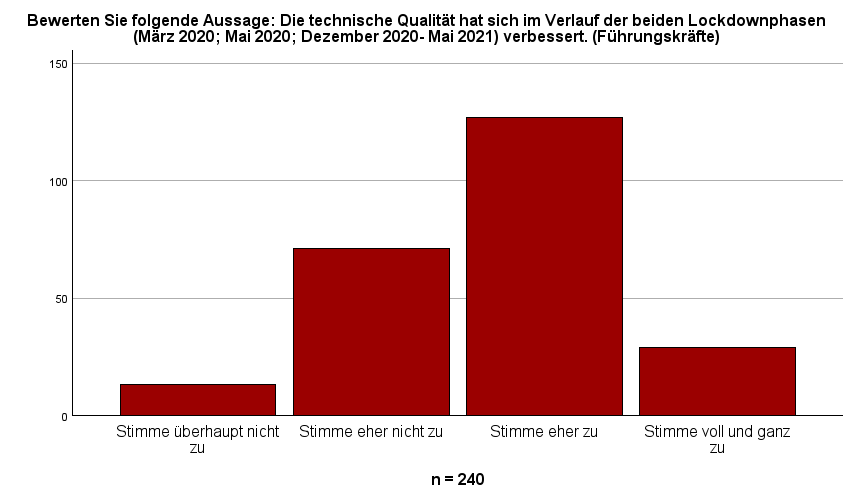 Bewerten Sie folgende Aussage: Die technische Qualität hat sich im Verlauf der beiden Lockdownphasen
(März 2020; Mai 2020; Dezember 2020- Mai 2021) verbessert. (Führungskräfte)
150
100
50
0
Stimme überhaupt nicht zu
Stimme eher nicht zu
Stimme eher zu
Stimme voll und ganz zu
n = 240